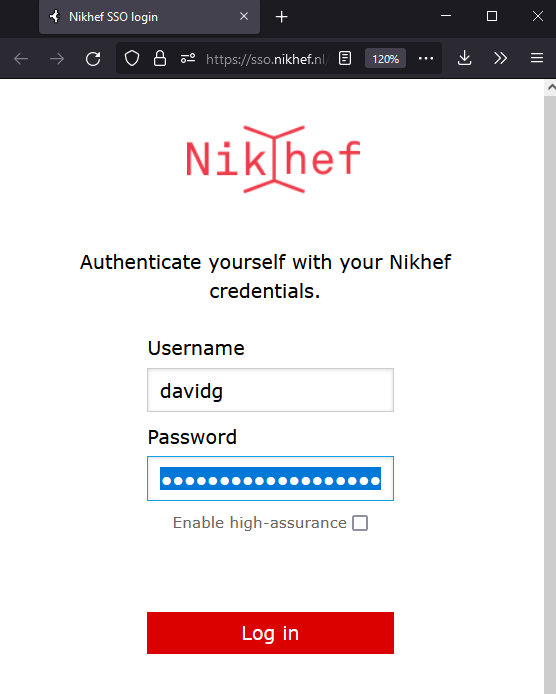 Nikhef SSO login
https://sso.nikhef.nl/
120%
Nikhef
Authenticate yourself with your Nikhef
credentials.
Username
davidg
Password
Enable high-assurance
Log in